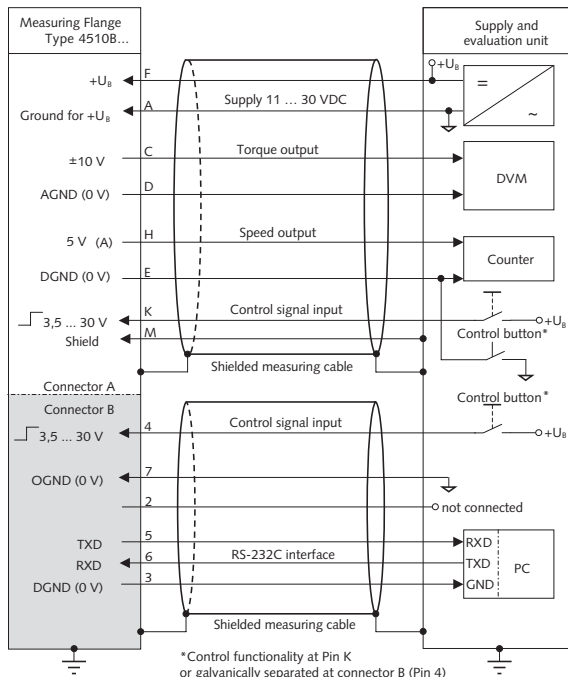 Measuring Flange
Type 4510B...
Supply and
evaluation unit
+UB
F
+UB
=
~
Supply 11 ... 30 VDC
A
Ground for +UB
Torque output
C
±10 V
DVM
D
AGND (0 V)
Speed output
H
5 V (A)
Counter
E
DGND (0 V)
Control signal input
K
3,5 ... 30 V
+UB
Control button*
M
Shield
Shielded measuring cable
Connector A
Connector B
Control button*
Control signal input
4
3,5 ... 30 V
+UB
7
OGND (0 V)
2
not connected
5
TXD
RXD
RS-232C interface
6
RXD
TXD
PC
3
DGND (0 V)
GND
Shielded measuring cable
*Control functionality at Pin K
or galvanically separated at connector B (Pin 4)